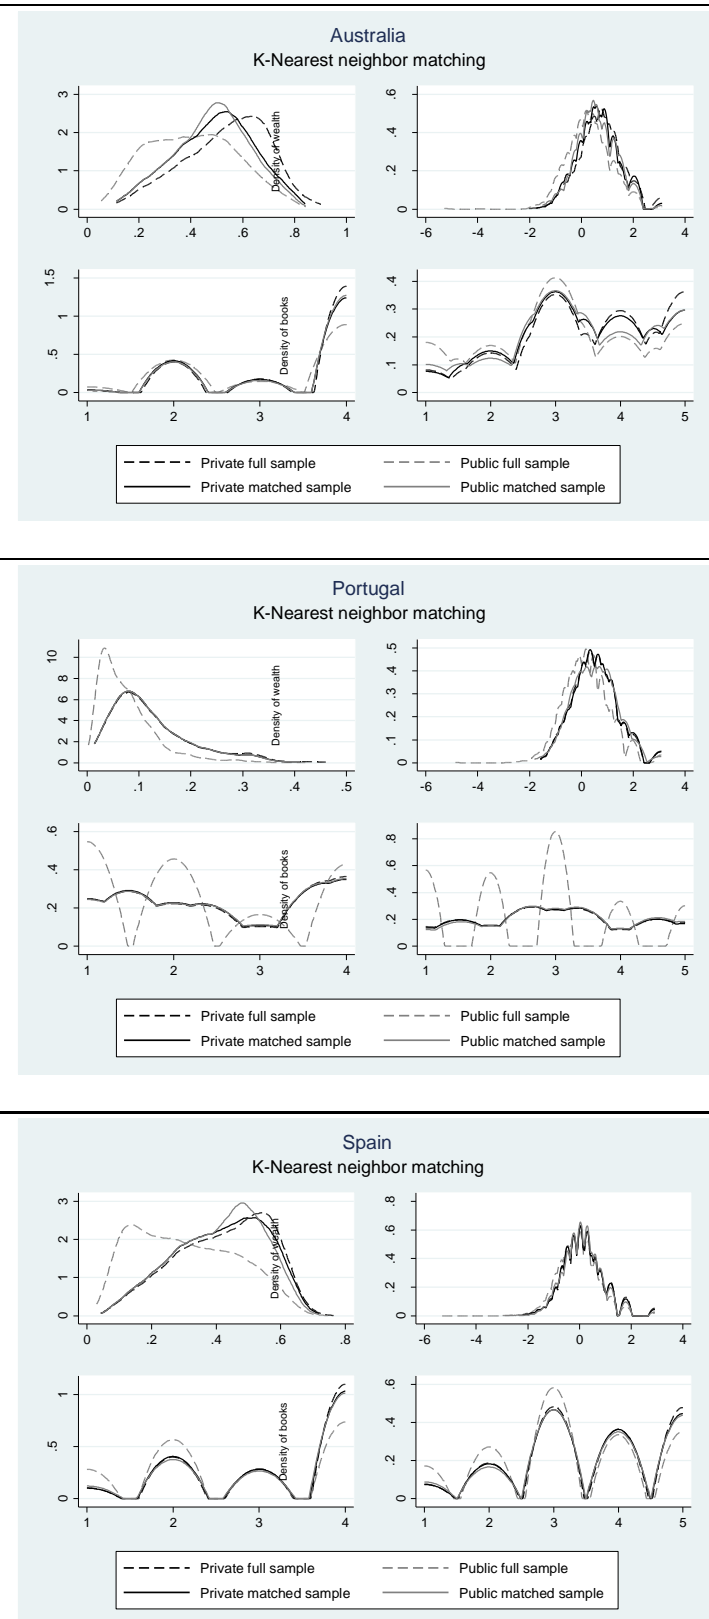 Australia
K-Nearest neighbor matching
0 1 2 3
0 .2 .4 .6 .8 1
Density of wealth
0 .2 .4 .6
-6 -4 -2 0 2 4
0 .5 1 1.5
1 2 3 4
Density of books
0 .1 .2 .3 .4
1 2 3 4 5
Private full sample Public full sample
Private matched sample Public matched sample
Portugal
K-Nearest neighbor matching
0 2 4 6 8 10
0 .1 .2 .3 .4 .5
Density of wealth
0 .1 .2 .3 .4 .5
-6 -4 -2 0 2 4
0 .2 .4 .6
1 2 3 4
Density of books
0 .2 .4 .6 .8
1 2 3 4 5
Private full sample Public full sample
Private matched sample Public matched sample
Spain
K-Nearest neighbor matching
0 1 2 3
0 .2 .4 .6 .8
Density of wealth
0 .2 .4 .6 .8
-6 -4 -2 0 2 4
0 .5 1
1 2 3 4
Density of books
0 .2 .4 .6
1 2 3 4 5
Private full sample Public full sample
Private matched sample Public matched sample